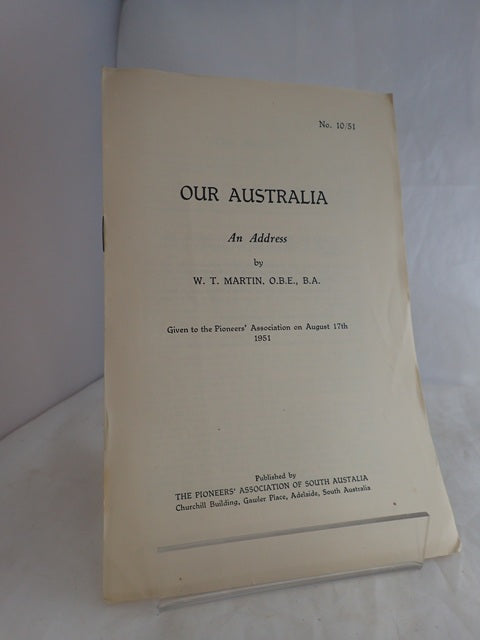 No. 10/51
OUR AUSTRALIA
An Address
by
W. T. MARTIN. O.B.E., B.A.
Given to the Pioneers' Association on August 17th
1951
Published by
THE PIONEERS' ASSOCIATION OF SOUTH AUSTALIA
Churchill Building, Gawler Place, Adelaide, South Australia